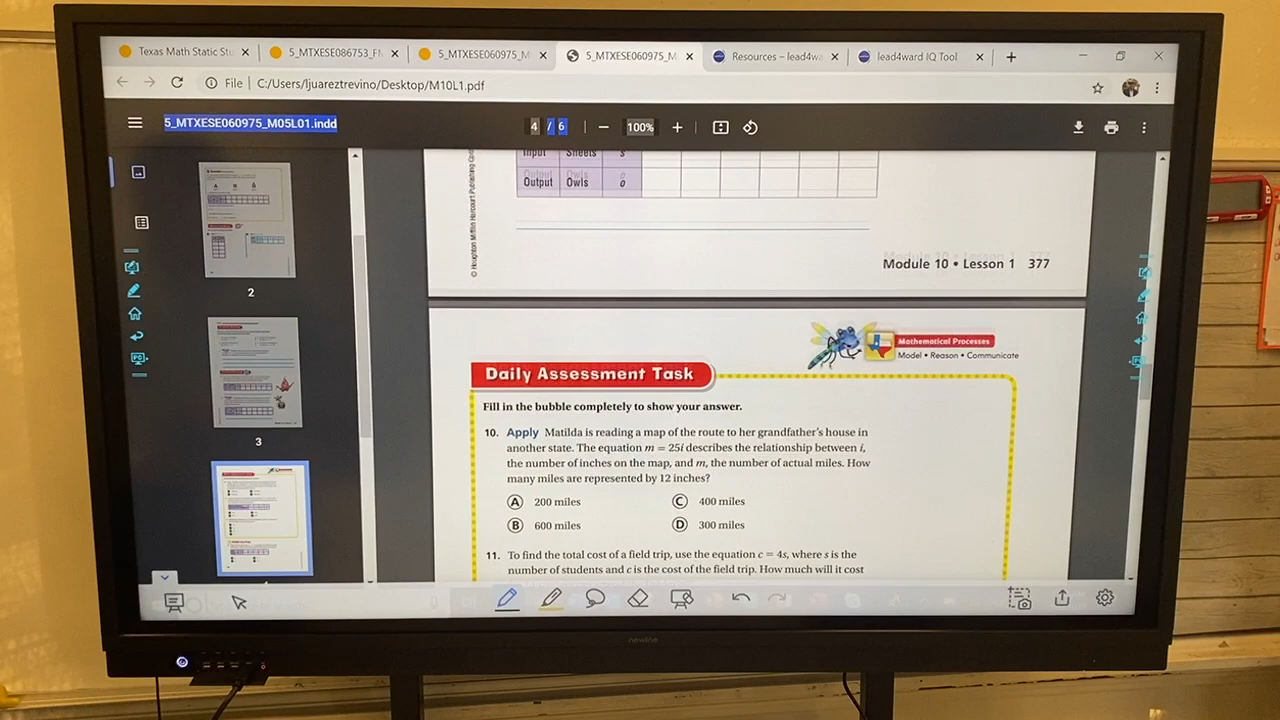 Texas Math Static Stu
5_MTXESE086753_FM
5_MTXESE060975_M
5_MTXESE060975_M
Resources – lead4wa
lead4ward IQ Tool
File | C:/Users/ljuareztrevino/Desktop/M10L1.pdf
5_MTXESE060975_M05L01.indd
4 / 6
100%
Input Sheets s
Output Owls o
© Houghton Mifflin Harcourt Publishing Co
Module 10 • Lesson 1 377
2
3
Mathematical Processes
Model • Reason • Communicate
Daily Assessment Task
Fill in the bubble completely to show your answer.
10. Apply Matilda is reading a map of the route to her grandfather's house in
another state. The equation m = 25i describes the relationship between i,
the number of inches on the map, and m, the number of actual miles. How
many miles are represented by 12 inches?
A 200 miles C 400 miles
B 600 miles D 300 miles
11. To find the total cost of a field trip, use the equation c = 4s, where s is the
number of students and c is the cost of the field trip. How much will it cost
newline